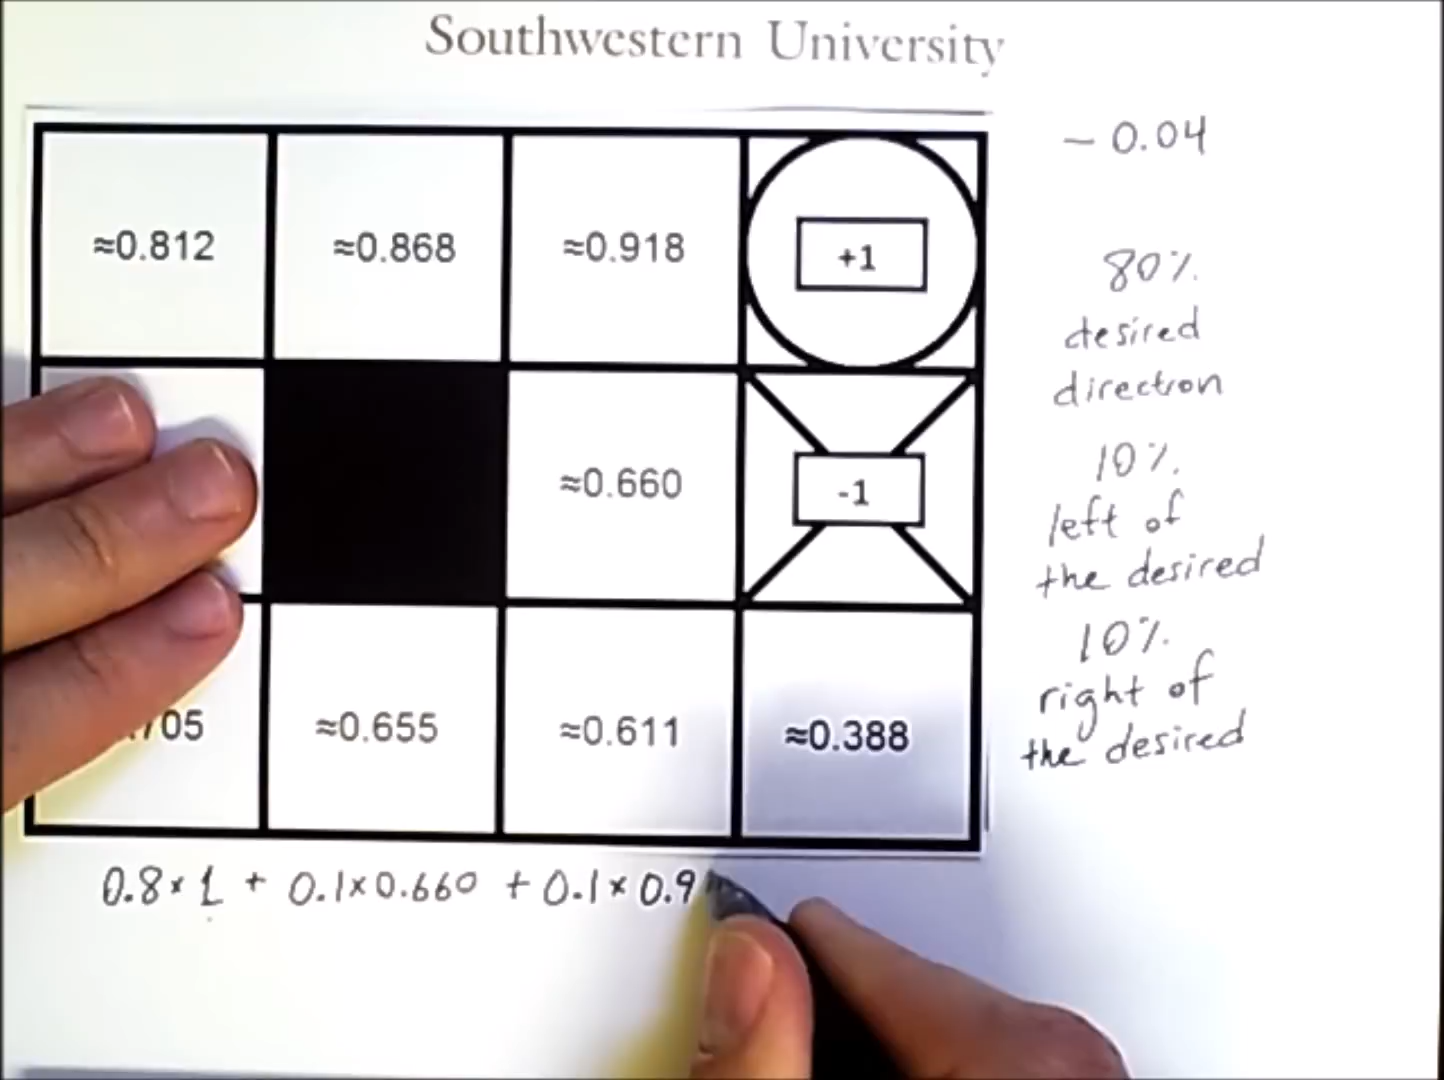 Southwestern University
≈0.812 ≈0.868 ≈0.918 +1
≈0.660 -1
705 ≈0.655 ≈0.611 ≈0.388
0.8 × 1 + 0.1 × 0.660 + 0.1 × 0.9
- 0.04
80%
desired
direction
10%
left of
the desired
10%
right of
the desired